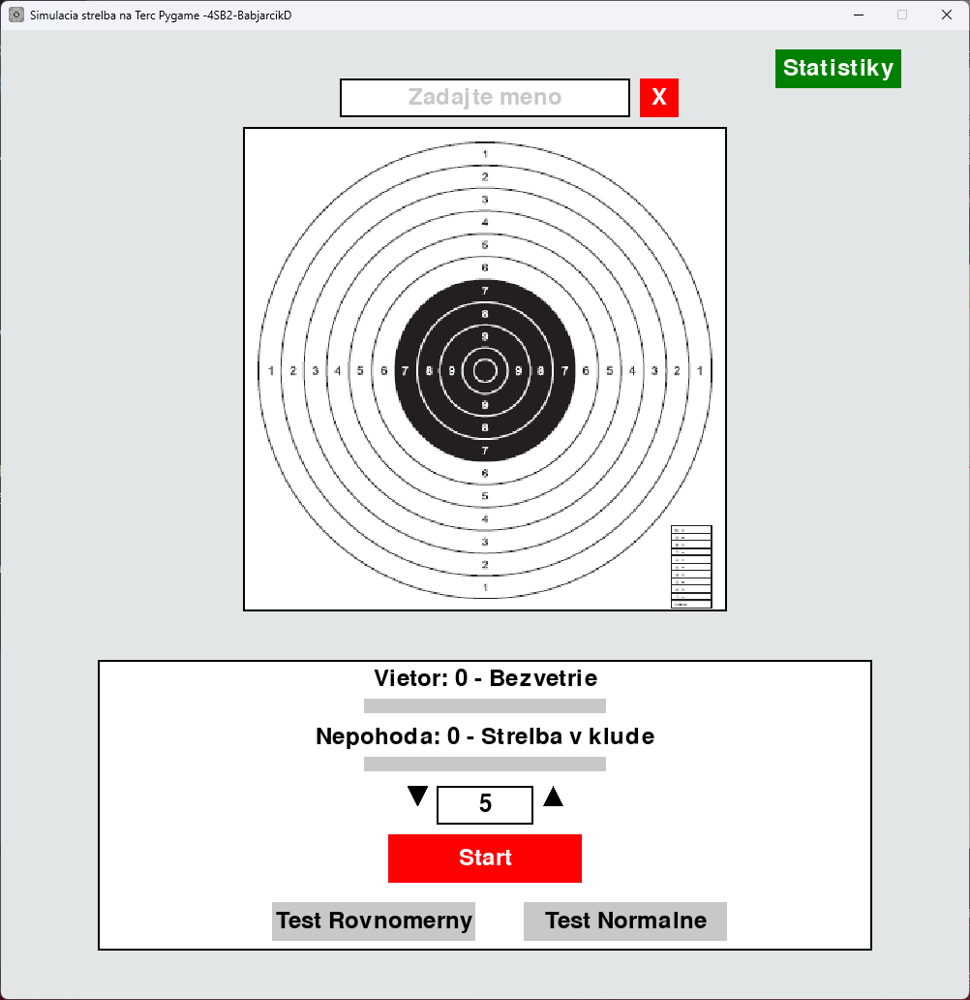 Simulacia strelba na Terc Pygame -4SB2-BabjarcikD
Statistiky
Zadajte meno X
1
2
3
4
5
6
7
8
9
1 2 3 4 5 6 7 8 9 9 8 7 6 5 4 3 2 1
9
8
7
6
5
4
3
2
1
Vietor: 0 - Bezvetrie
Nepohoda: 0 - Strelba v klude
▼ 5 ▲
Start
Test Rovnomerny Test Normalne